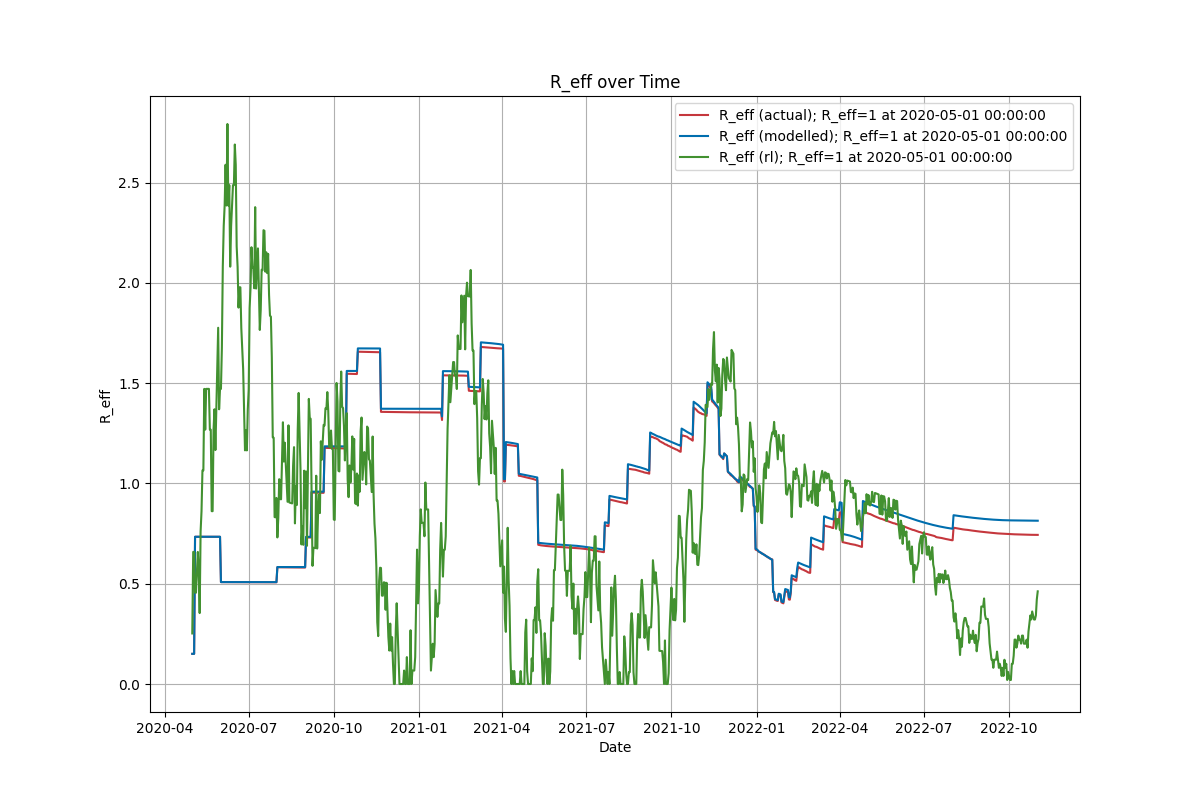 R_eff over Time
R_eff (actual); R_eff=1 at 2020-05-01 00:00:00
R_eff (modelled); R_eff=1 at 2020-05-01 00:00:00
R_eff (rl); R_eff=1 at 2020-05-01 00:00:00
R_eff
2.5
2.0
1.5
1.0
0.5
0.0
2020-04 2020-07 2020-10 2021-01 2021-04 2021-07 2021-10 2022-01 2022-04 2022-07 2022-10
Date